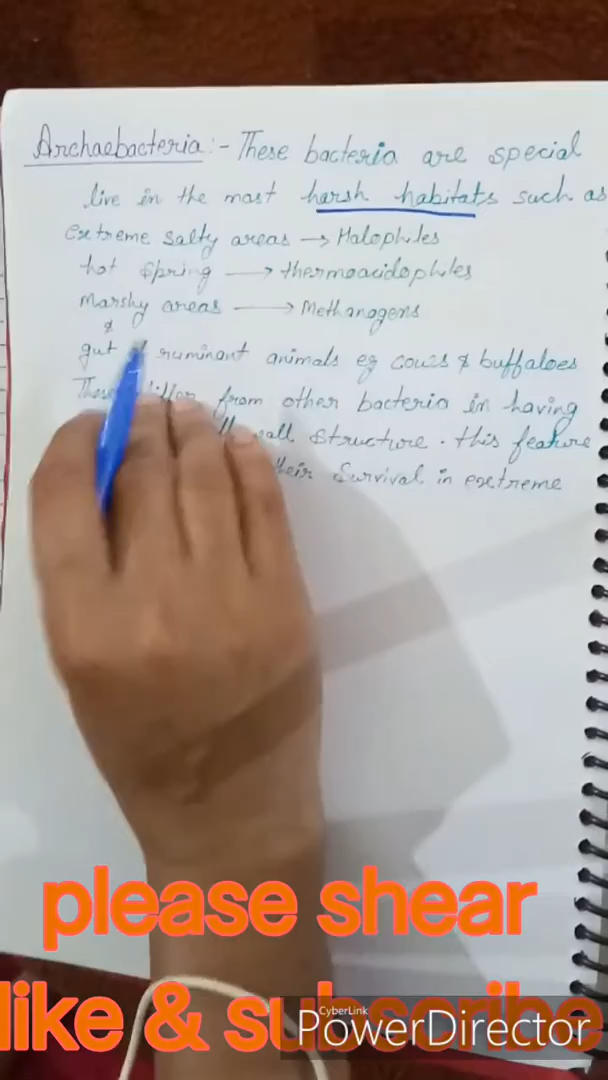 Archaebacteria :- These bacteria are special
live in the most harsh habitats such as
extreme salty areas → Halophiles
hot spring → thermoacidophiles
marshy areas → Methanogens
&
gut ruminant animals eg cows & buffaloes
differ from other bacteria in having
wall structure. this feature
their survival in extreme
please shear
like & subscribe
CyberLink
PowerDirector